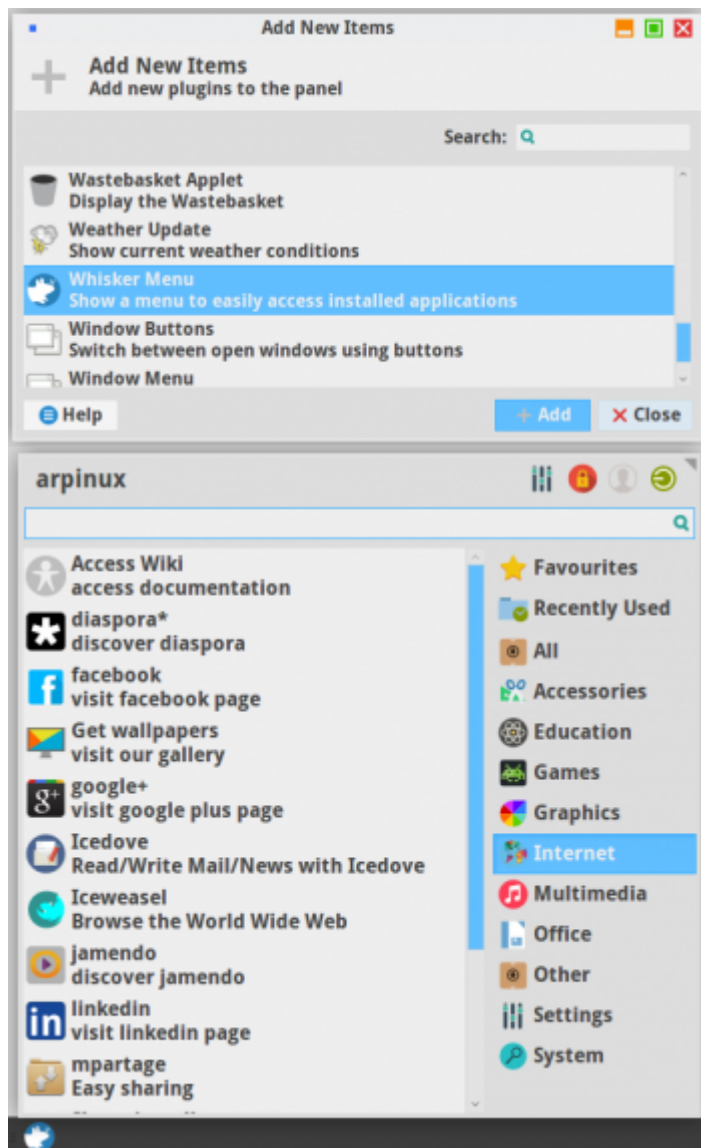 Add New Items
Add New Items
Add new plugins to the panel
Search:
Wastebasket Applet
Display the Wastebasket
Weather Update
Show current weather conditions
Whisker Menu
Show a menu to easily access installed applications
Window Buttons
Switch between open windows using buttons
Window Menu
Help
Add
Close
arpinux
Access Wiki
access documentation
diaspora*
discover diaspora
facebook
visit facebook page
Get wallpapers
visit our gallery
google+
visit google plus page
Icedove
Read/Write Mail/News with Icedove
Iceweasel
Browse the World Wide Web
jamendo
discover jamendo
linkedin
visit linkedin page
mpartage
Easy sharing
Favourites
Recently Used
All
Accessories
Education
Games
Graphics
Internet
Multimedia
Office
Other
Settings
System